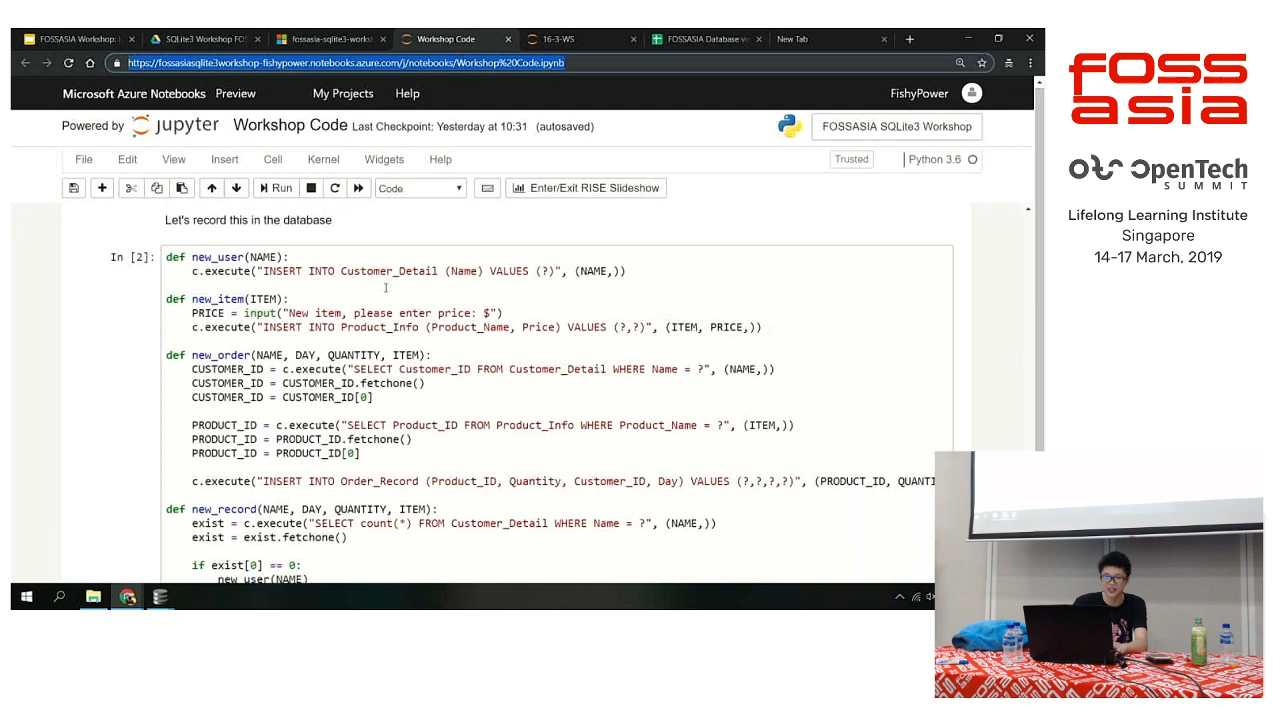 FOSSASIA Workshop: I
SQLite3 Workshop FOS
fossasia-sqlite3-works
Workshop Code
16-3-WS
FOSSASIA Database ve
New Tab
https://fossasiasqlite3workshop-fishypower.notebooks.azure.com/j/notebooks/Workshop%20Code.ipynb
Microsoft Azure Notebooks Preview My Projects Help FishyPower
Powered by jupyter Workshop Code Last Checkpoint: Yesterday at 10:31 (autosaved) FOSSASIA SQLite3 Workshop
File Edit View Insert Cell Kernel Widgets Help Trusted Python 3.6
Run Code Enter/Exit RISE Slideshow
Let's record this in the database
In [2]: def new_user(NAME):
c.execute("INSERT INTO Customer_Detail (Name) VALUES (?)", (NAME,))
def new_item(ITEM):
PRICE = input("New item, please enter price: $")
c.execute("INSERT INTO Product_Info (Product_Name, Price) VALUES (?,?)", (ITEM, PRICE,))
def new_order(NAME, DAY, QUANTITY, ITEM):
CUSTOMER_ID = c.execute("SELECT Customer_ID FROM Customer_Detail WHERE Name = ?", (NAME,))
CUSTOMER_ID = CUSTOMER_ID.fetchone()
CUSTOMER_ID = CUSTOMER_ID[0]
PRODUCT_ID = c.execute("SELECT Product_ID FROM Product_Info WHERE Product_Name = ?", (ITEM,))
PRODUCT_ID = PRODUCT_ID.fetchone()
PRODUCT_ID = PRODUCT_ID[0]
c.execute("INSERT INTO Order_Record (Product_ID, Quantity, Customer_ID, Day) VALUES (?,?,?,?)", (PRODUCT_ID, QUANTI
def new_record(NAME, DAY, QUANTITY, ITEM):
exist = c.execute("SELECT count(*) FROM Customer_Detail WHERE Name = ?", (NAME,))
exist = exist.fetchone()
if exist[0] == 0:
new_user(NAME)
FOSS
asia
OpenTech
SUMMIT
Lifelong Learning Institute
Singapore
14-17 March, 2019